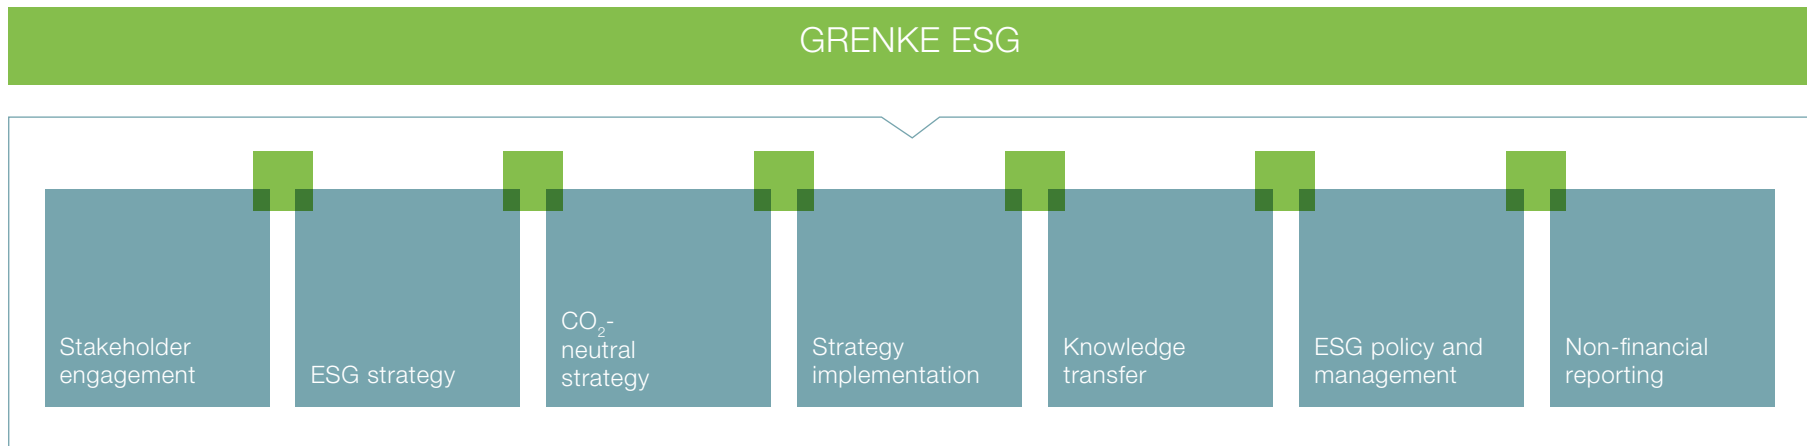 GRENKE ESG
Stakeholder
engagement
ESG strategy
CO₂-
neutral
strategy
Strategy
implementation
Knowledge
transfer
ESG policy and
management
Non-financial
reporting